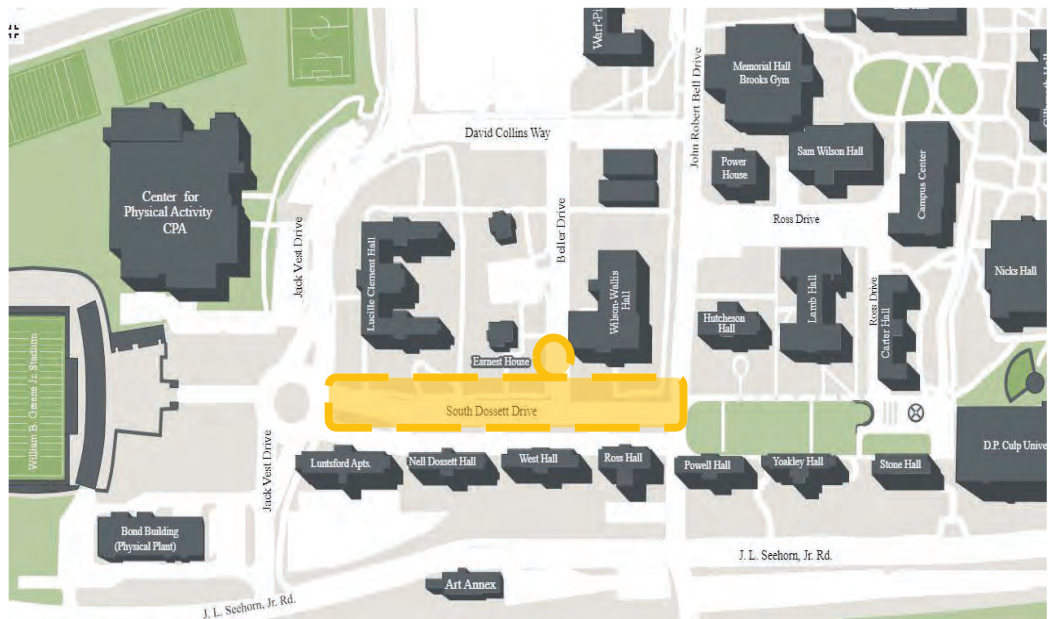 Warf-Pi
Memorial Hall
Brooks Gym
John Robert Bell Drive
David Collins Way
Sam Wilson Hall
Power
House
Campus Center
Center for
Physical Activity
CPA
Ross Drive
Beller Drive
Jack Vest Drive
Lucille Clement Hall
Nicks Hall
Wilson-Wallis
Hall
Lamb Hall
Ross Drive
Hutcheson
Hall
Carter Hall
Earnest House
William B. Greene Jr. Stadium
South Dossett Drive
D.P. Culp Unive
Jack Vest Drive
Luntsford Apts.
Nell Dossett Hall
West Hall
Ross Hall
Powell Hall
Yoakley Hall
Stone Hall
Bond Building
(Physical Plant)
J. L. Seehorn, Jr. Rd.
Art Annex
J. L. Seehorn, Jr. Rd.